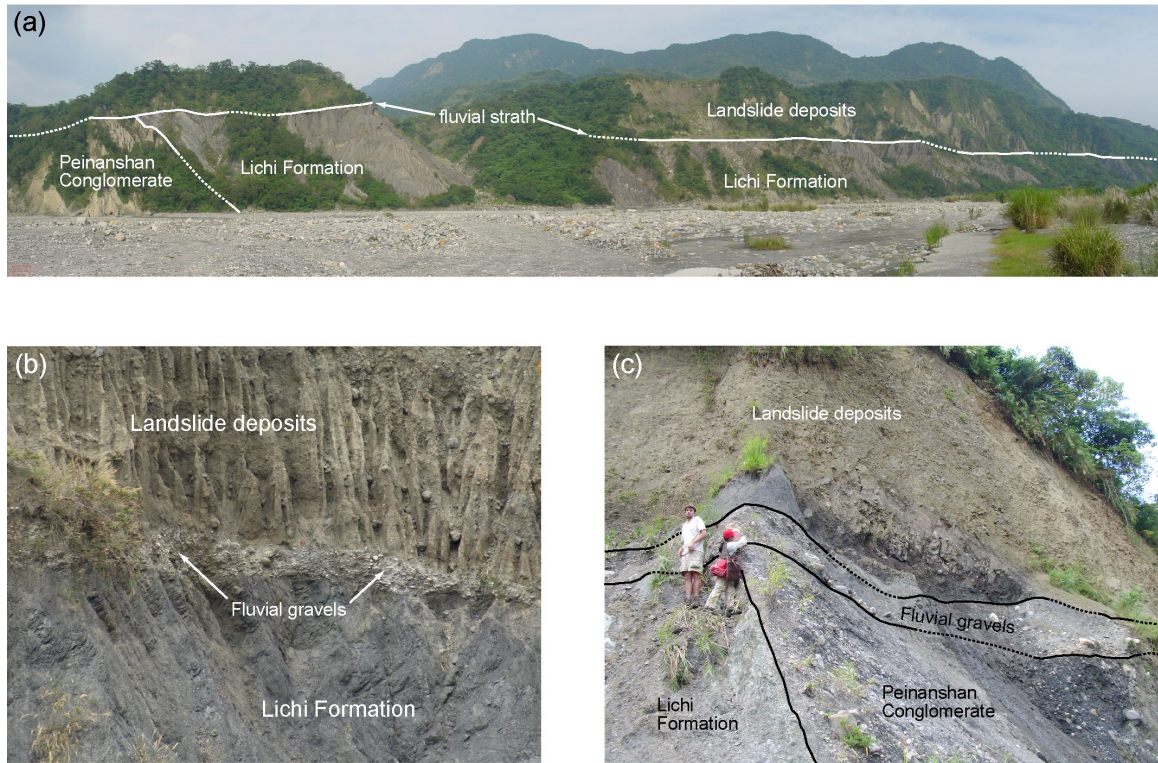 (a)
Landslide deposits
fluvial strath
Peinanshan
Conglomerate
Lichi Formation
Lichi Formation
(b)
Landslide deposits
Fluvial gravels
Lichi Formation
(c)
Landslide deposits
Fluvial gravels
Lichi
Formation
Peinanshan
Conglomerate